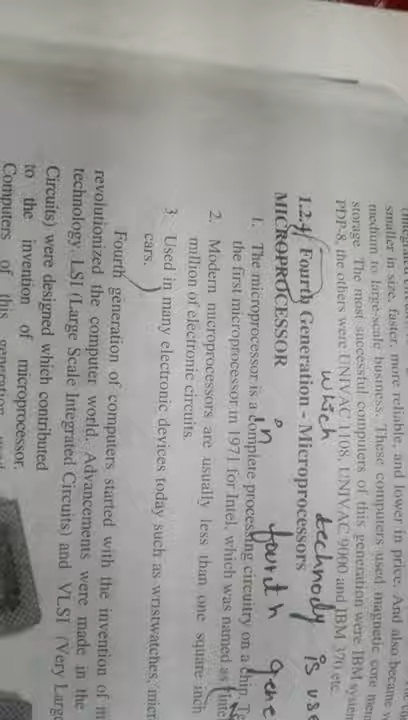 (Integrated
smaller in size, faster, more reliable, and lower in price. And also became
medium to large-scale business. These computers used magnetic core
storage. The most successful computers of this generation were IBM
PDP-8, the others were UNIVAC 1108, UNIVAC 9000 and IBM 370 etc.
which technody is use
1.2.4 Fourth Generation - Microprocessors
MICROPROCESSOR
in fourth gene
1. The microprocessor is a complete processing circuitry on a chip.
the first microprocessor in 1971 for Intel, which was named as
2. Modern microprocessors are usually less than one square inch
million of electronic circuits.
3. Used in many electronic devices today such as wristwatches,
cars.
Fourth generation of computers started with the invention of
revolutionized the computer world. Advancements were made in the
technology. LSI (Large Scale Integrated Circuits) and VLSI (Very Large
Circuits) were designed which contributed
to the invention of microprocessor.
Computers of this generation used